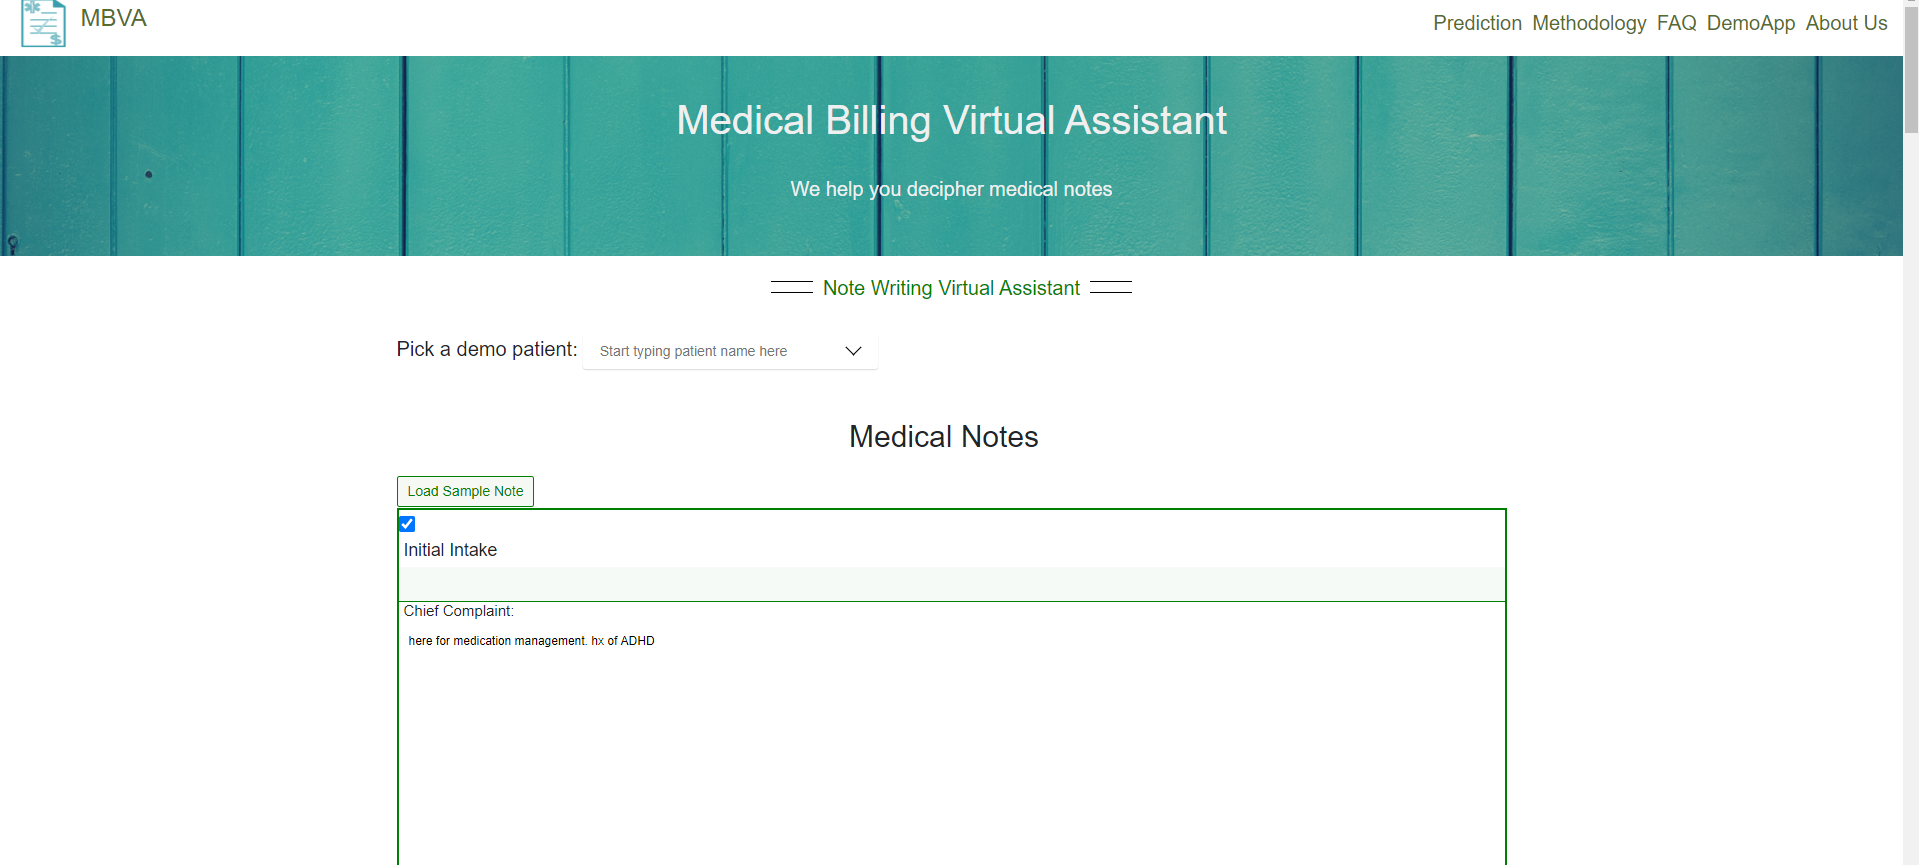 MBVA
Prediction Methodology FAQ DemoApp About Us
Medical Billing Virtual Assistant
We help you decipher medical notes
Note Writing Virtual Assistant
Pick a demo patient: Start typing patient name here
Medical Notes
Load Sample Note
Initial Intake
Chief Complaint:
here for medication management. hx of ADHD